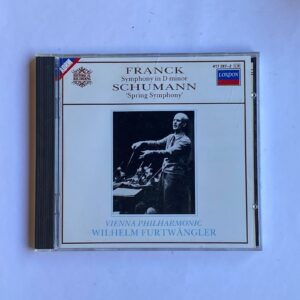 FRANCK
Symphony in D minor
SCHUMANN
'Spring Symphony'
LONDON
VIENNA PHILHARMONIC
WILHELM FURTWÄNGLER